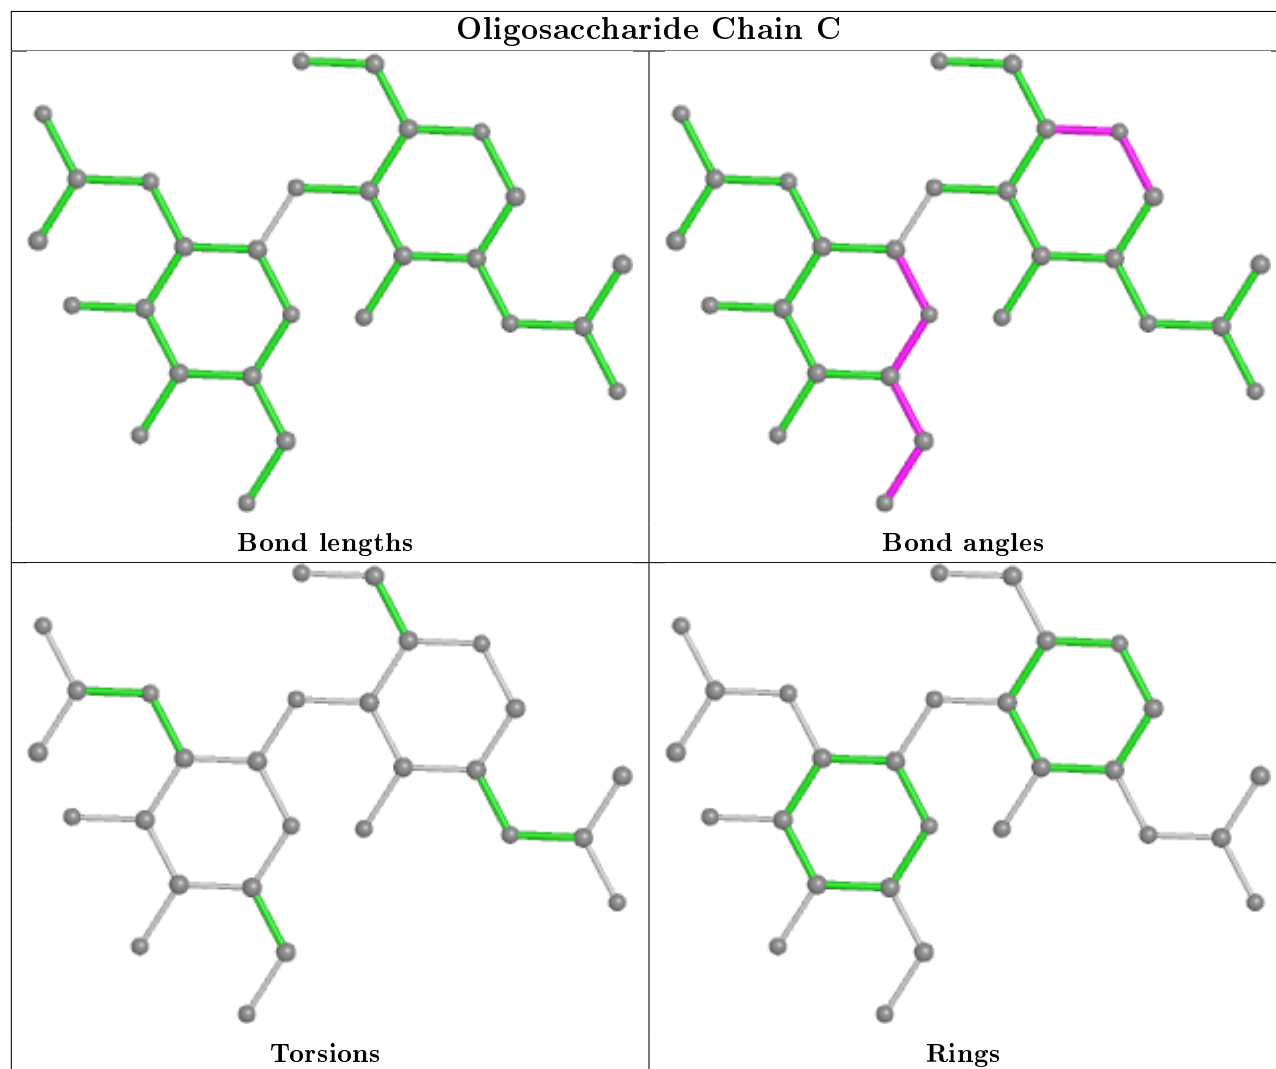 Oligosaccharide Chain C
Bond lengths
Bond angles
Torsions
Rings